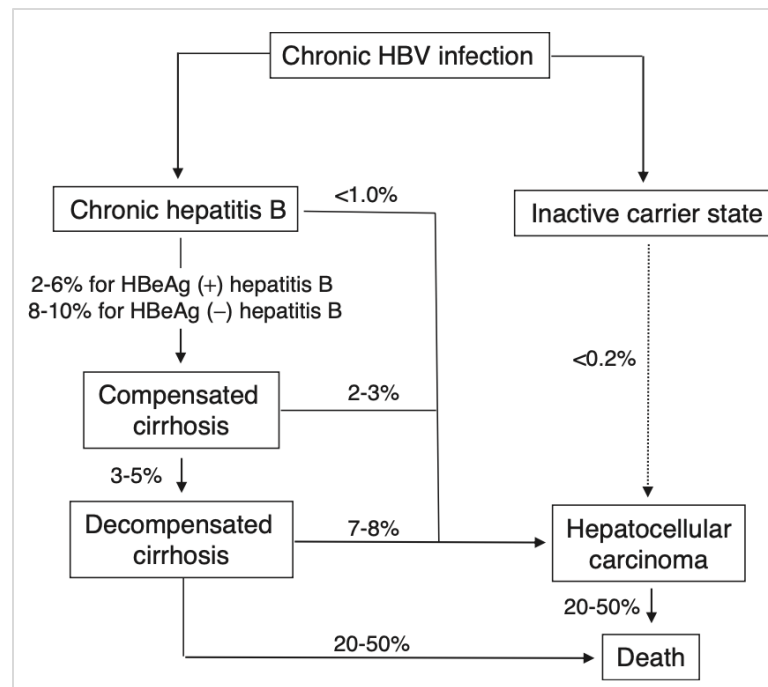 Chronic HBV infection
<1.0%
Chronic hepatitis B
Inactive carrier state
2-6% for HBeAg (+) hepatitis B
8-10% for HBeAg (−) hepatitis B
<0.2%
Compensated
cirrhosis
2-3%
3-5%
Decompensated
cirrhosis
7-8%
Hepatocellular
carcinoma
20-50%
20-50%
Death